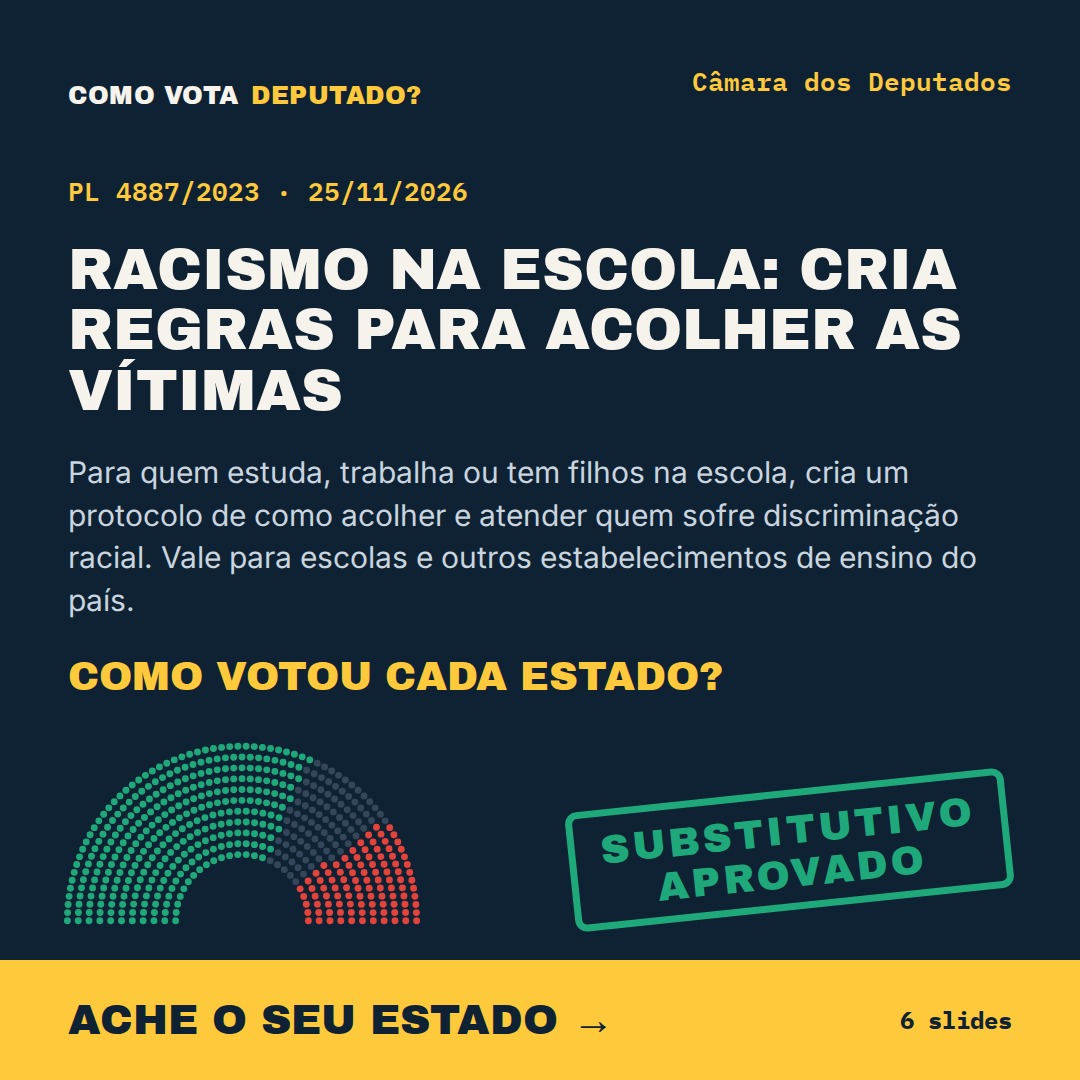 COMO VOTA DEPUTADO?
Câmara dos Deputados
PL 4887/2023 · 25/11/2026
RACISMO NA ESCOLA: CRIA
REGRAS PARA ACOLHER AS
VÍTIMAS
Para quem estuda, trabalha ou tem filhos na escola, cria um
protocolo de como acolher e atender quem sofre discriminação
racial. Vale para escolas e outros estabelecimentos de ensino do
país.
COMO VOTOU CADA ESTADO?
SUBSTITUTIVO
APROVADO
ACHE O SEU ESTADO →
6 slides